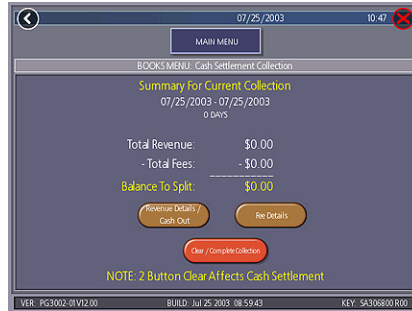 07/25/2003 10:47
MAIN MENU
BOOKS MENU: Cash Settlement Collection
Summary For Current Collection
07/25/2003 - 07/25/2003
0 DAYS
Total Revenue: $0.00
- Total Fees: - $0.00
Balance To Split: $0.00
Revenue Details /
Cash Out
Fee Details
Clear / Complete Collection
NOTE: 2 Button Clear Affects Cash Settlement
VER: PG3002-01V12.00 BUILD: Jul 25 2003 08:59:43 KEY: SA306800 R00